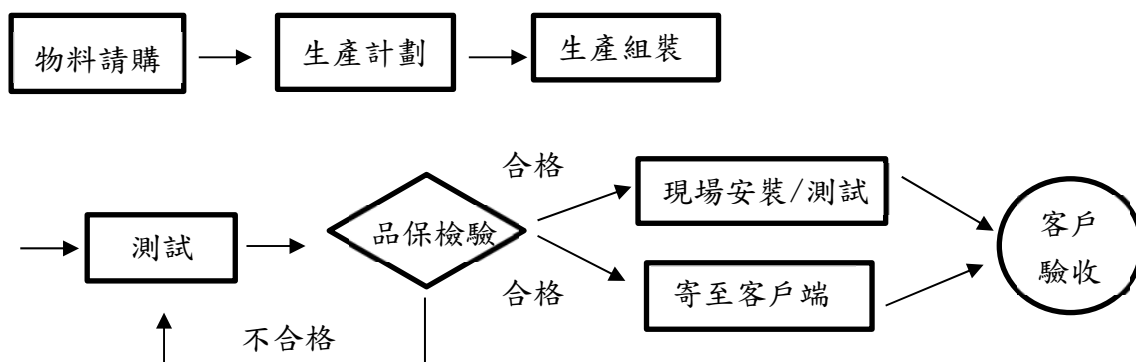 物料請購
生產計劃
生產組裝
合格
現場安裝/測試
測試
品保檢驗
客戶
驗收
合格
寄至客戶端
不合格